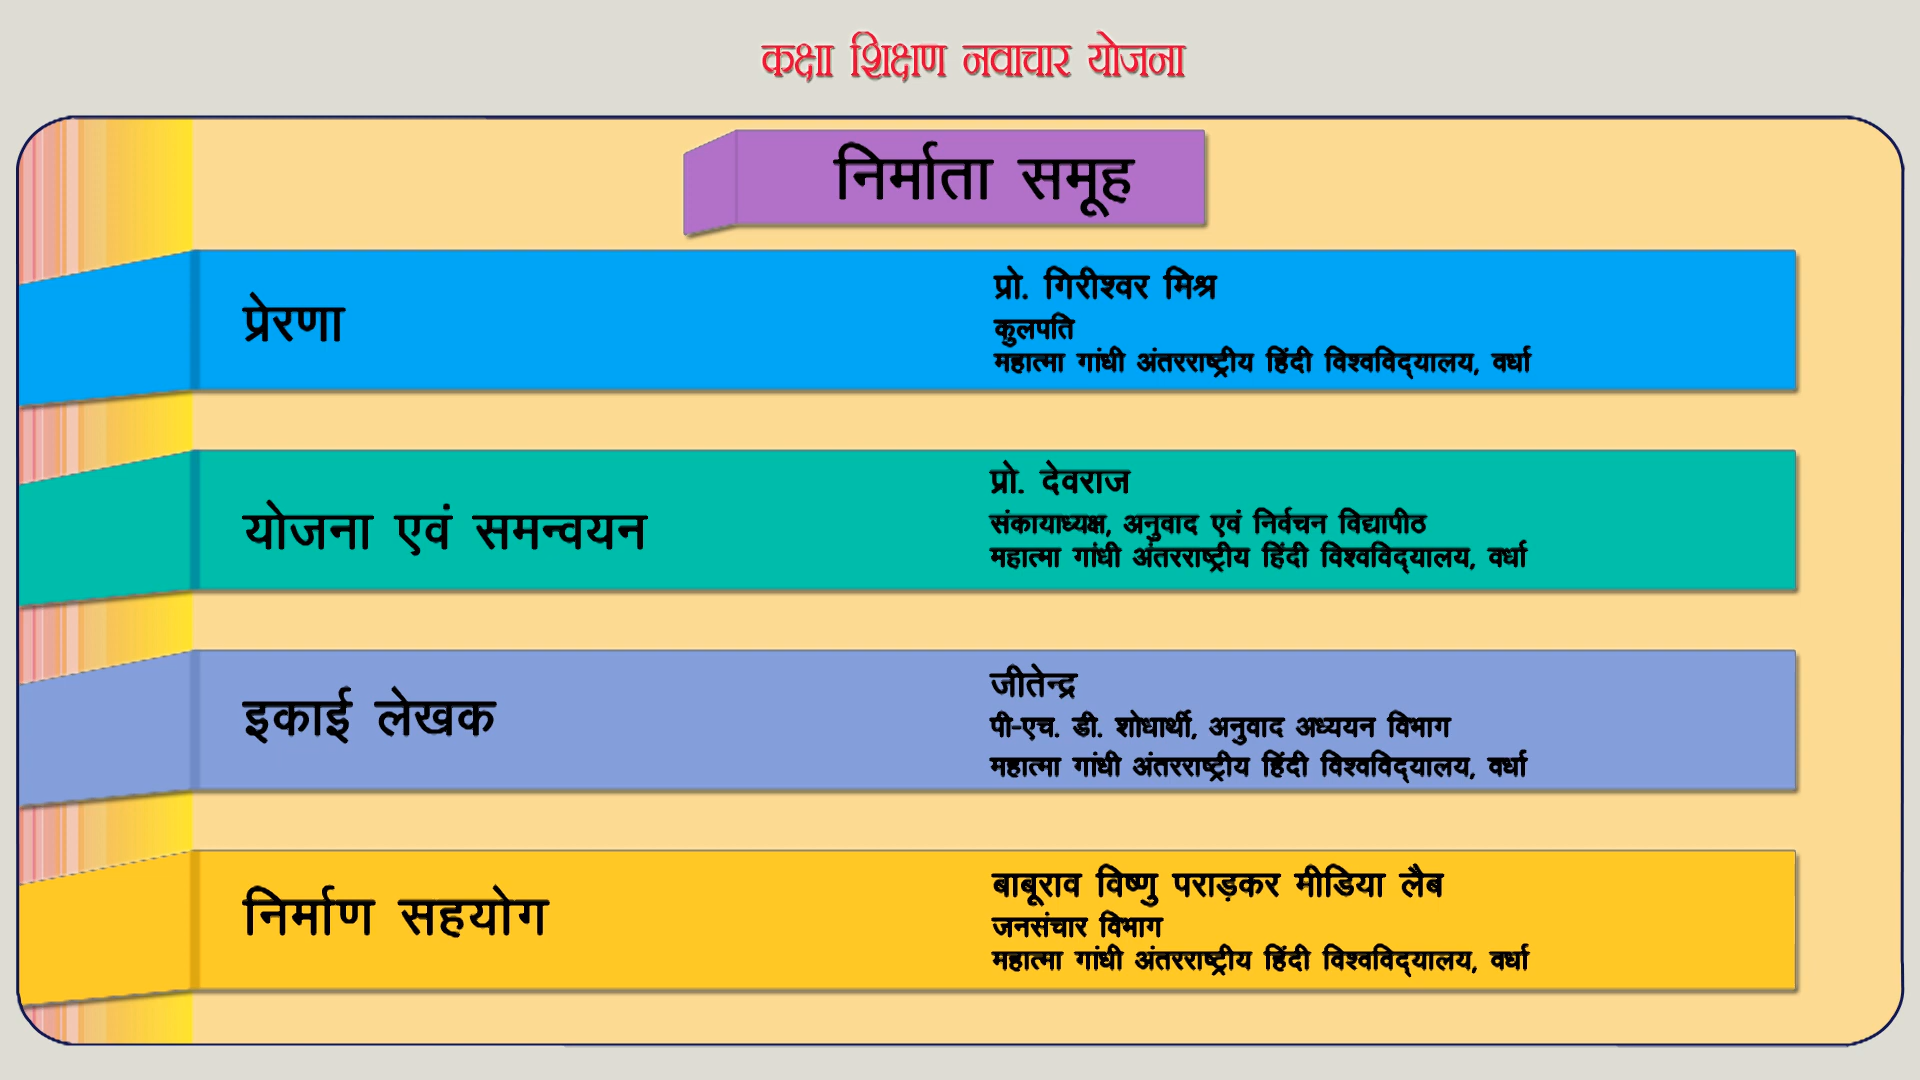 कक्षा शिक्षण नवाचार योजना
निर्माता समूह
प्रेरणा
प्रो. गिरीश्वर मिश्र
कुलपति
महात्मा गांधी अंतरराष्ट्रीय हिंदी विश्वविद्‌यालय, वर्धा
योजना एवं समन्वयन
प्रो. देवराज
संकायाध्यक्ष, अनुवाद एवं निर्वचन विद्यापीठ
महात्मा गांधी अंतरराष्ट्रीय हिंदी विश्वविद्‌यालय, वर्धा
इकाई लेखक
जीतेन्द्र
पी-एच. डी. शोधार्थी, अनुवाद अध्ययन विभाग
महात्मा गांधी अंतरराष्ट्रीय हिंदी विश्वविद्‌यालय, वर्धा
निर्माण सहयोग
बाबूराव विष्णु पराड़कर मीडिया लैब
जनसंचार विभाग
महात्मा गांधी अंतरराष्ट्रीय हिंदी विश्वविद्‌यालय, वर्धा